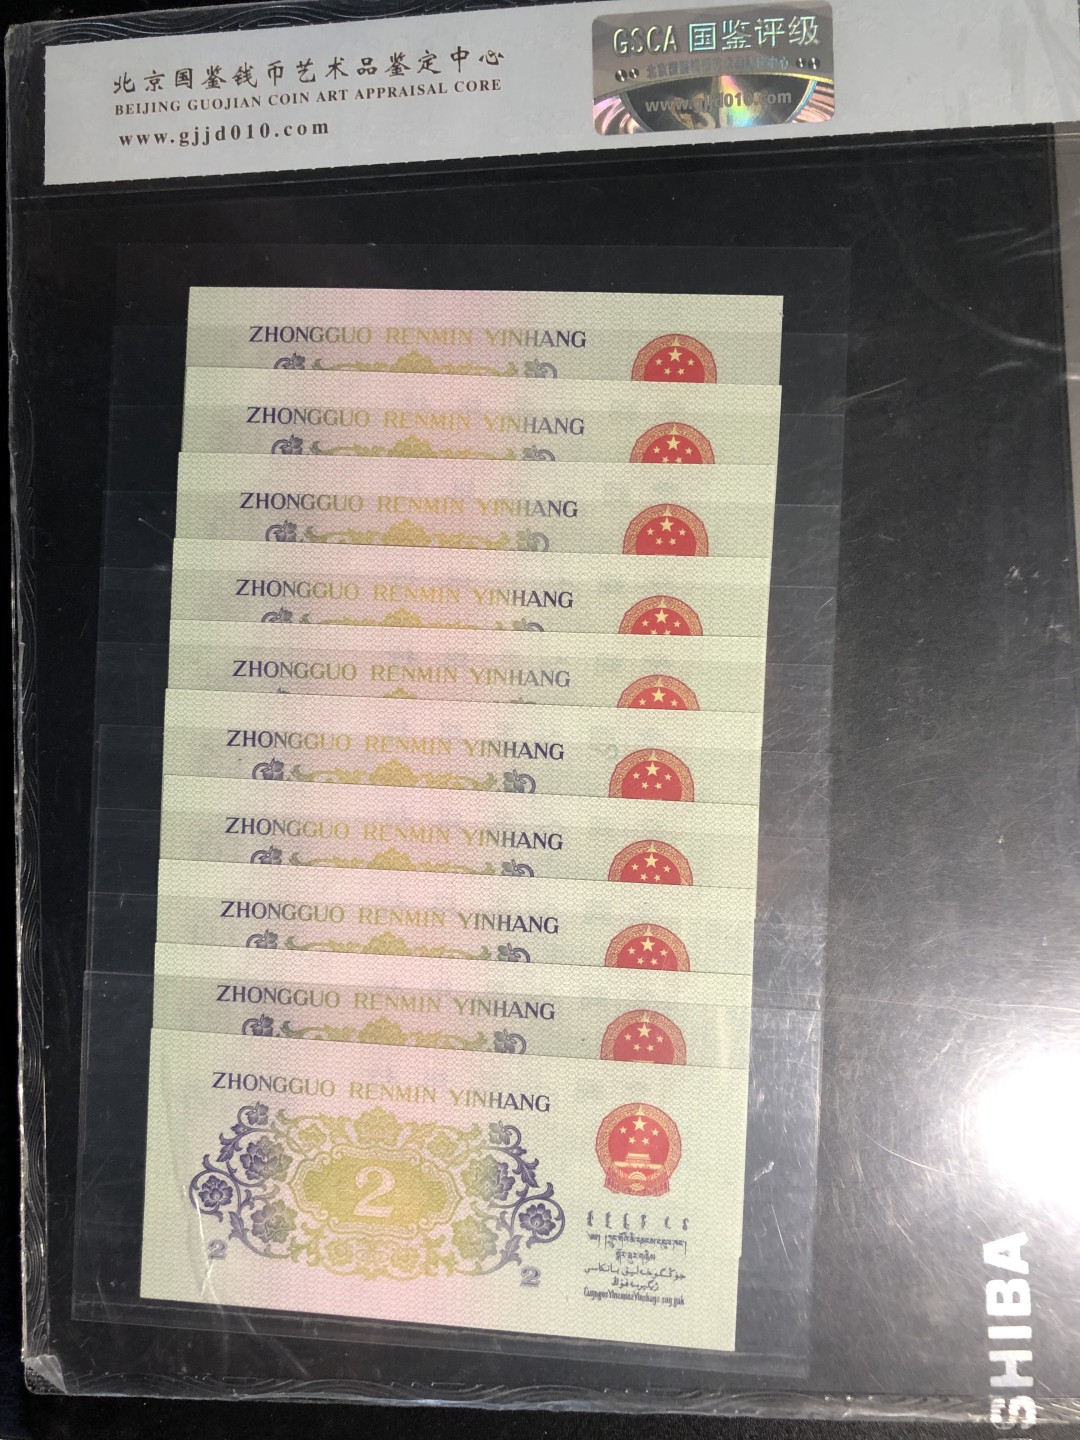 北京国鉴钱币艺术品鉴定中心
BEIJING GUOJIAN COIN ART APPRAISAL CORE
www.gjjd010.com
GSCA 国鉴评级
www.gjjd010.com
ZHONGGUO RENMIN YINHANG
ZHONGGUO RENMIN YINHANG
ZHONGGUO RENMIN YINHANG
ZHONGGUO RENMIN YINHANG
ZHONGGUO RENMIN YINHANG
ZHONGGUO RENMIN YINHANG
ZHONGGUO RENMIN YINHANG
ZHONGGUO RENMIN YINHANG
ZHONGGUO RENMIN YINHANG
ZHONGGUO RENMIN YINHANG
2
2
2
SHIBA